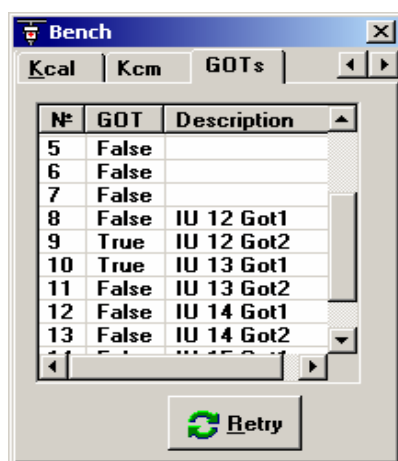 Bench
Kcal Kcm GOTs
№ GOT Description
5 False
6 False
7 False
8 False IU 12 Got1
9 True IU 12 Got2
10 True IU 13 Got1
11 False IU 13 Got2
12 False IU 14 Got1
13 False IU 14 Got2
Retry